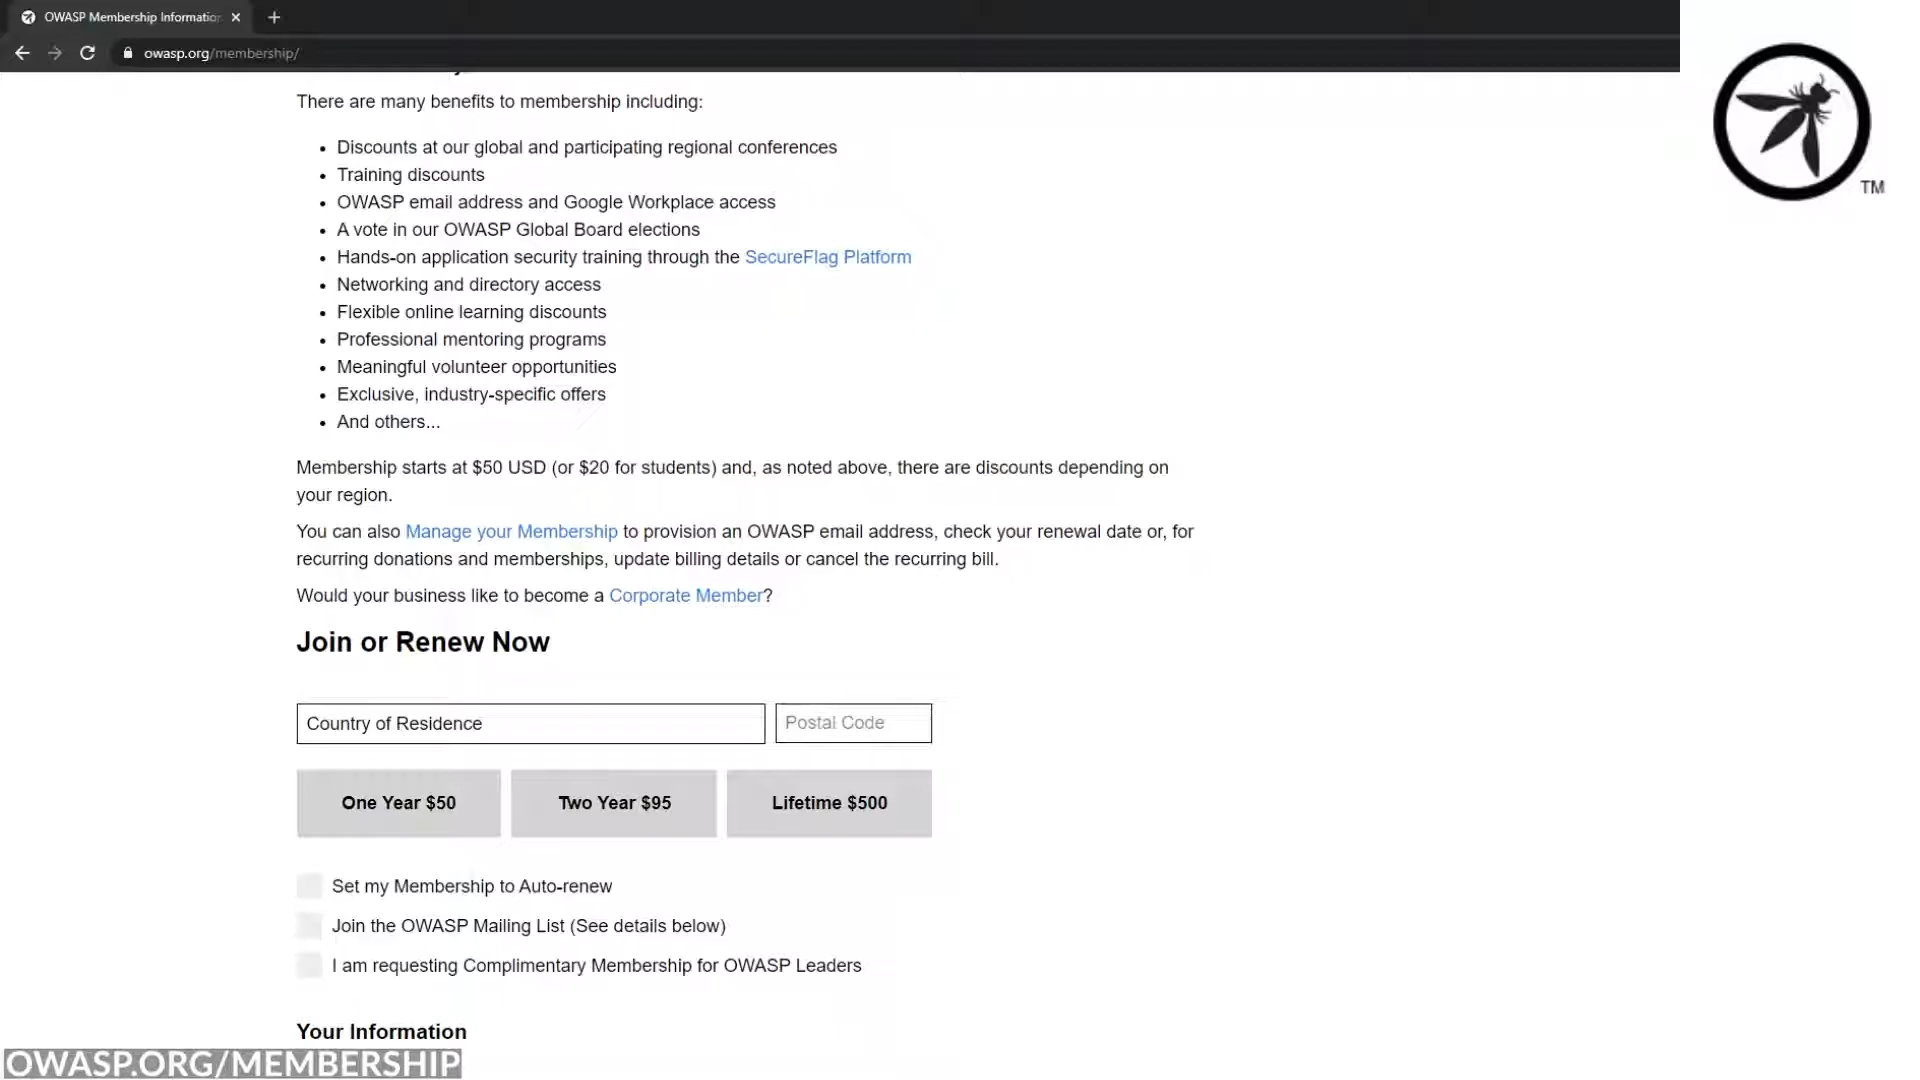 OWASP Membership Information
owasp.org/membership/
TM
There are many benefits to membership including:
Discounts at our global and participating regional conferences
Training discounts
OWASP email address and Google Workplace access
A vote in our OWASP Global Board elections
Hands-on application security training through the SecureFlag Platform
Networking and directory access
Flexible online learning discounts
Professional mentoring programs
Meaningful volunteer opportunities
Exclusive, industry-specific offers
And others...
Membership starts at $50 USD (or $20 for students) and, as noted above, there are discounts depending on
your region.
You can also Manage your Membership to provision an OWASP email address, check your renewal date or, for
recurring donations and memberships, update billing details or cancel the recurring bill.
Would your business like to become a Corporate Member?
Join or Renew Now
Country of Residence
Postal Code
One Year $50
Two Year $95
Lifetime $500
Set my Membership to Auto-renew
Join the OWASP Mailing List (See details below)
I am requesting Complimentary Membership for OWASP Leaders
Your Information
OWASP.ORG/MEMBERSHIP